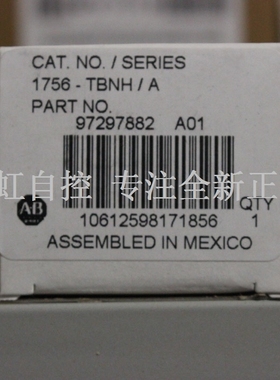 CAT. NO. / SERIES
1756 - TBNH / A
PART NO.
97297882 A01
虹自控 专注全新正
A-B
QTY
10612598171856 1
ASSEMBLED IN MEXICO